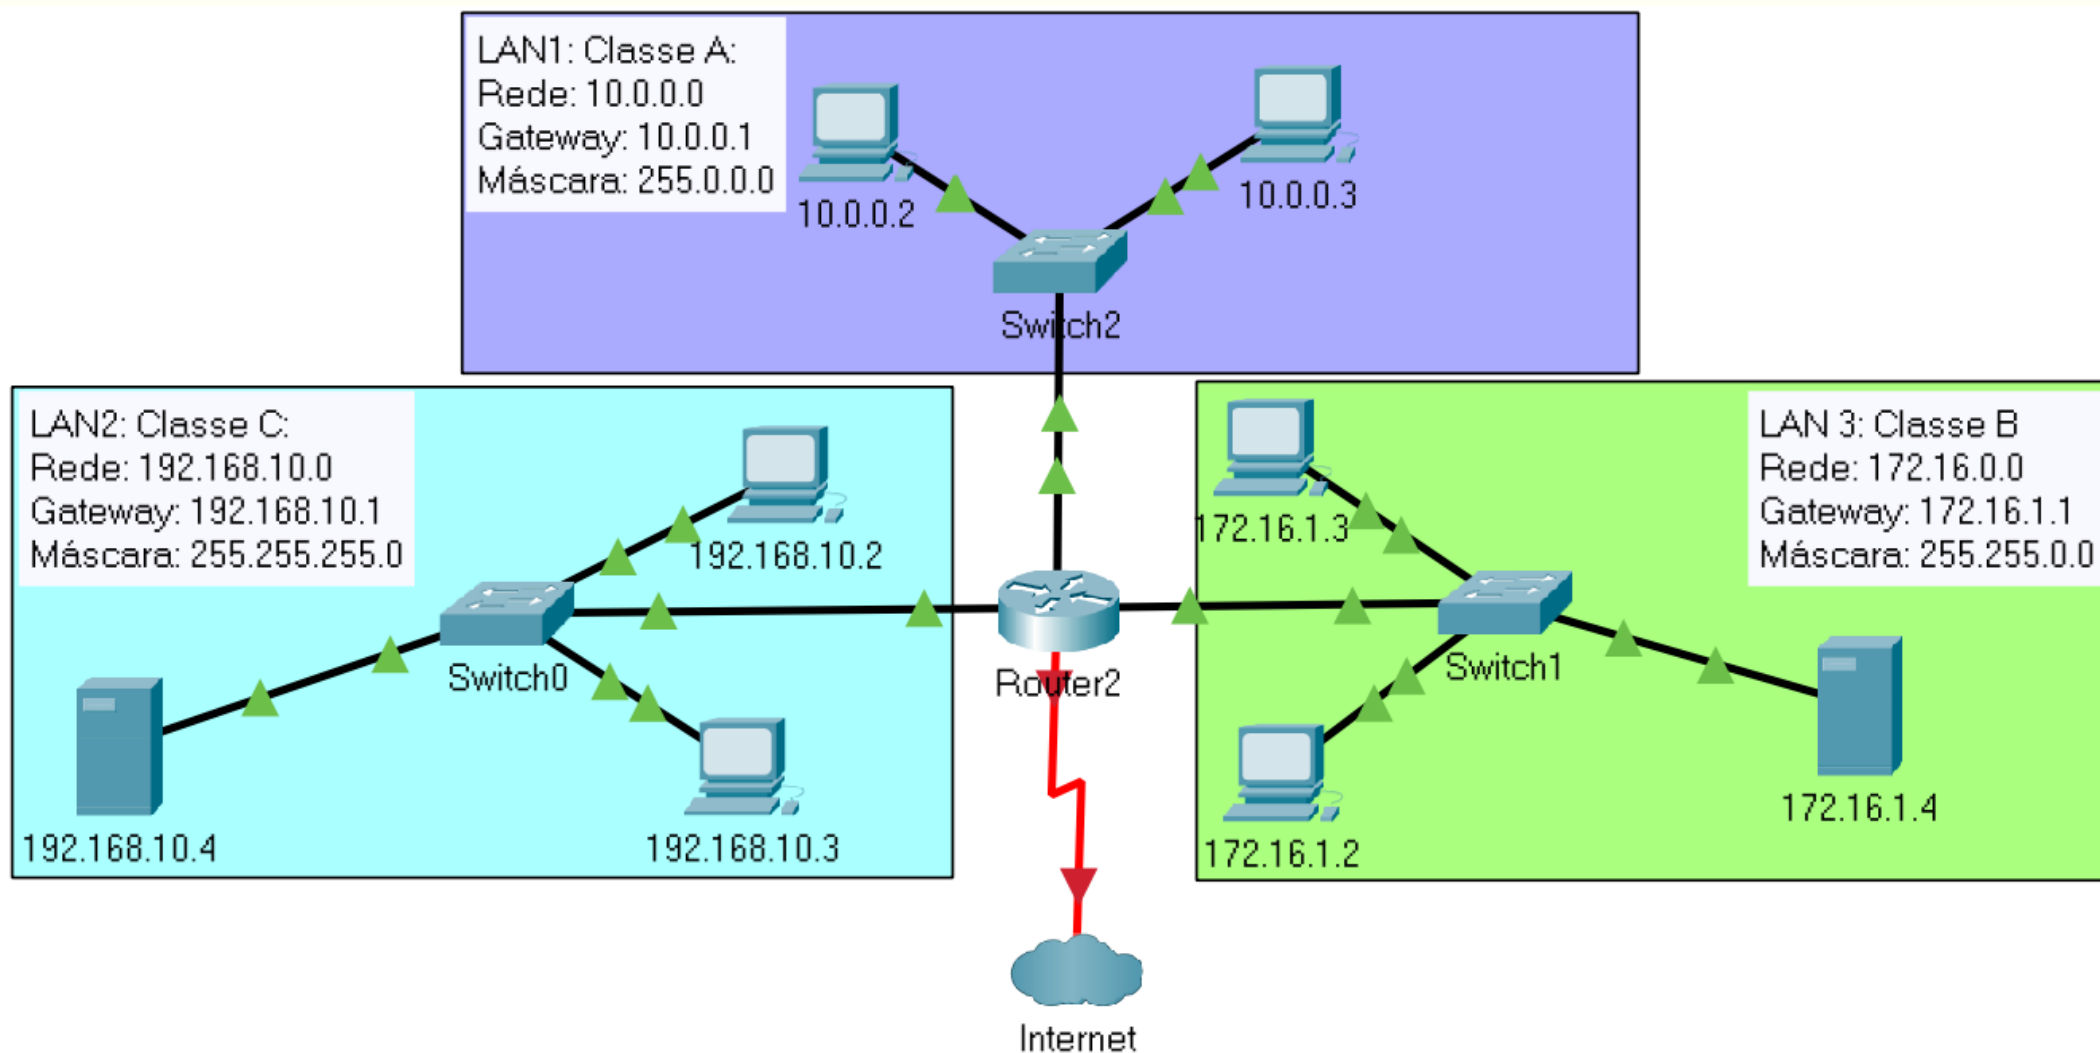 LAN1: Classe A:
Rede: 10.0.0.0
Gateway: 10.0.0.1
Máscara: 255.0.0.0
10.0.0.2
10.0.0.3
Switch2
LAN2: Classe C:
Rede: 192.168.10.0
Gateway: 192.168.10.1
Máscara: 255.255.255.0
192.168.10.2
Switch0
192.168.10.4
192.168.10.3
Router2
LAN 3: Classe B
Rede: 172.16.0.0
Gateway: 172.16.1.1
Máscara: 255.255.0.0
172.16.1.3
Switch1
172.16.1.4
172.16.1.2
Internet